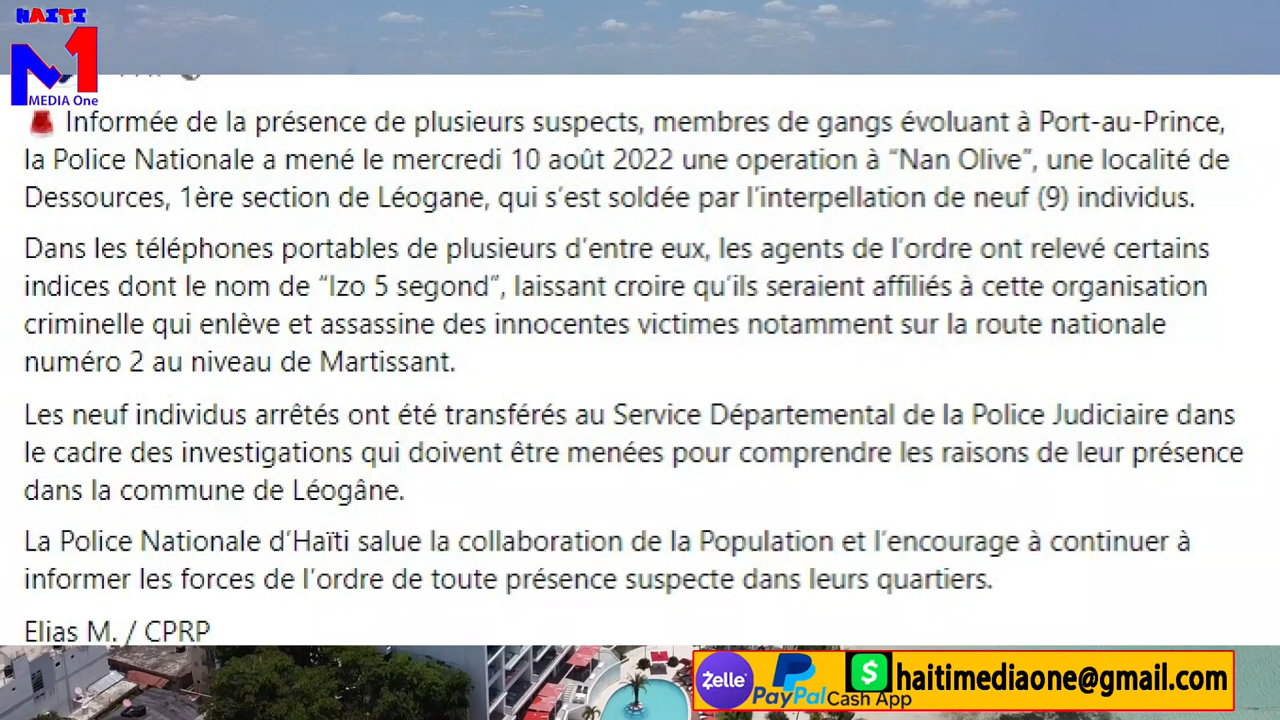 HAITI
M1
MEDIA One
Informée de la présence de plusieurs suspects, membres de gangs évoluant à Port-au-Prince,
la Police Nationale a mené le mercredi 10 août 2022 une operation à “Nan Olive”, une localité de
Dessources, 1ère section de Léogane, qui s’est soldée par l’interpellation de neuf (9) individus.
Dans les téléphones portables de plusieurs d’entre eux, les agents de l’ordre ont relevé certains
indices dont le nom de “Izo 5 segond”, laissant croire qu’ils seraient affiliés à cette organisation
criminelle qui enlève et assassine des innocentes victimes notamment sur la route nationale
numéro 2 au niveau de Martissant.
Les neuf individus arrêtés ont été transférés au Service Départemental de la Police Judiciaire dans
le cadre des investigations qui doivent être menées pour comprendre les raisons de leur présence
dans la commune de Léogâne.
La Police Nationale d’Haïti salue la collaboration de la Population et l’encourage à continuer à
informer les forces de l’ordre de toute présence suspecte dans leurs quartiers.
Elias M. / CPRP
Zelle
PayPal
$
Cash App
haitimediaone@gmail.com